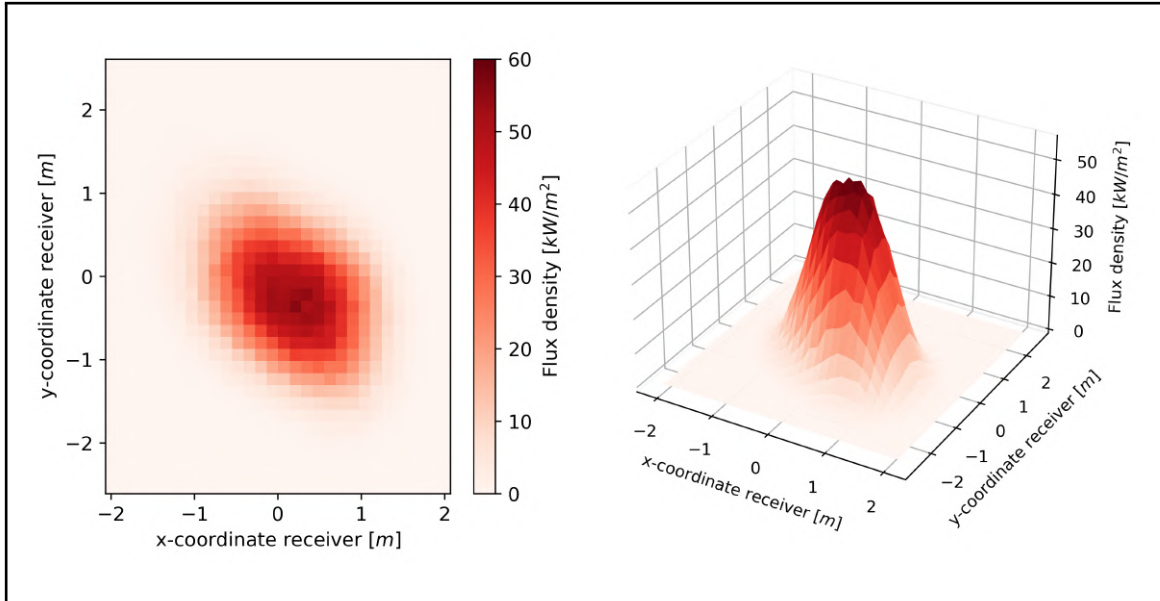 2
1
0
−1
−2
y-coordinate receiver [m]
−2 −1 0 1 2
x-coordinate receiver [m]
60
50
40
30
20
10
0
Flux density [kW/m²]
50
40
30
20
10
0
Flux density [kW/m²]
−2 −1 0 1 2
x-coordinate receiver [m]
2
1
0
−1
−2
y-coordinate receiver [m]